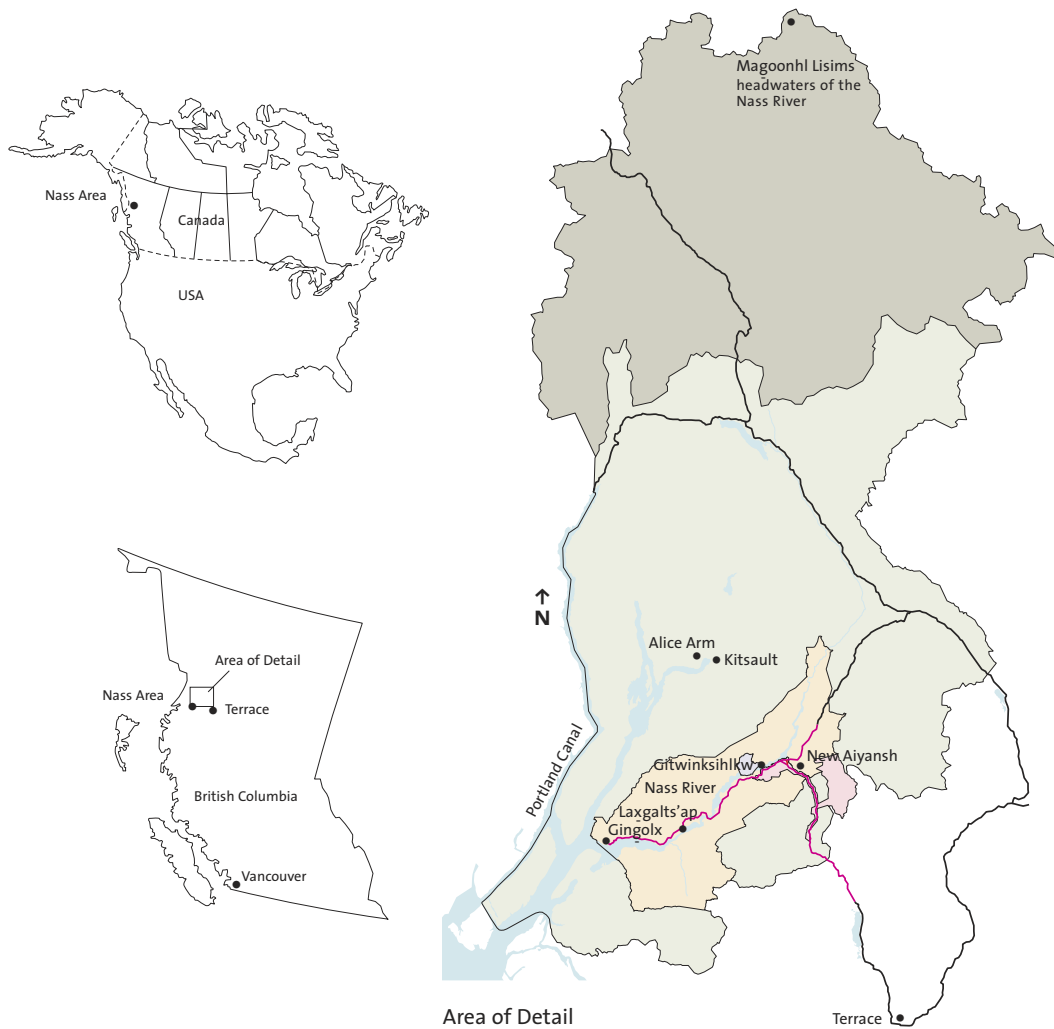 Nass Area
Canada
USA
Area of Detail
Nass Area
Terrace
British Columbia
Vancouver
Magoonhl Lisims
headwaters of the
Nass River
↑
N
Alice Arm
Kitsault
Portland Canal
Gitwinksihlkw
New Aiyansh
Nass River
Laxgalts'ap
Gingolx
Terrace
Area of Detail